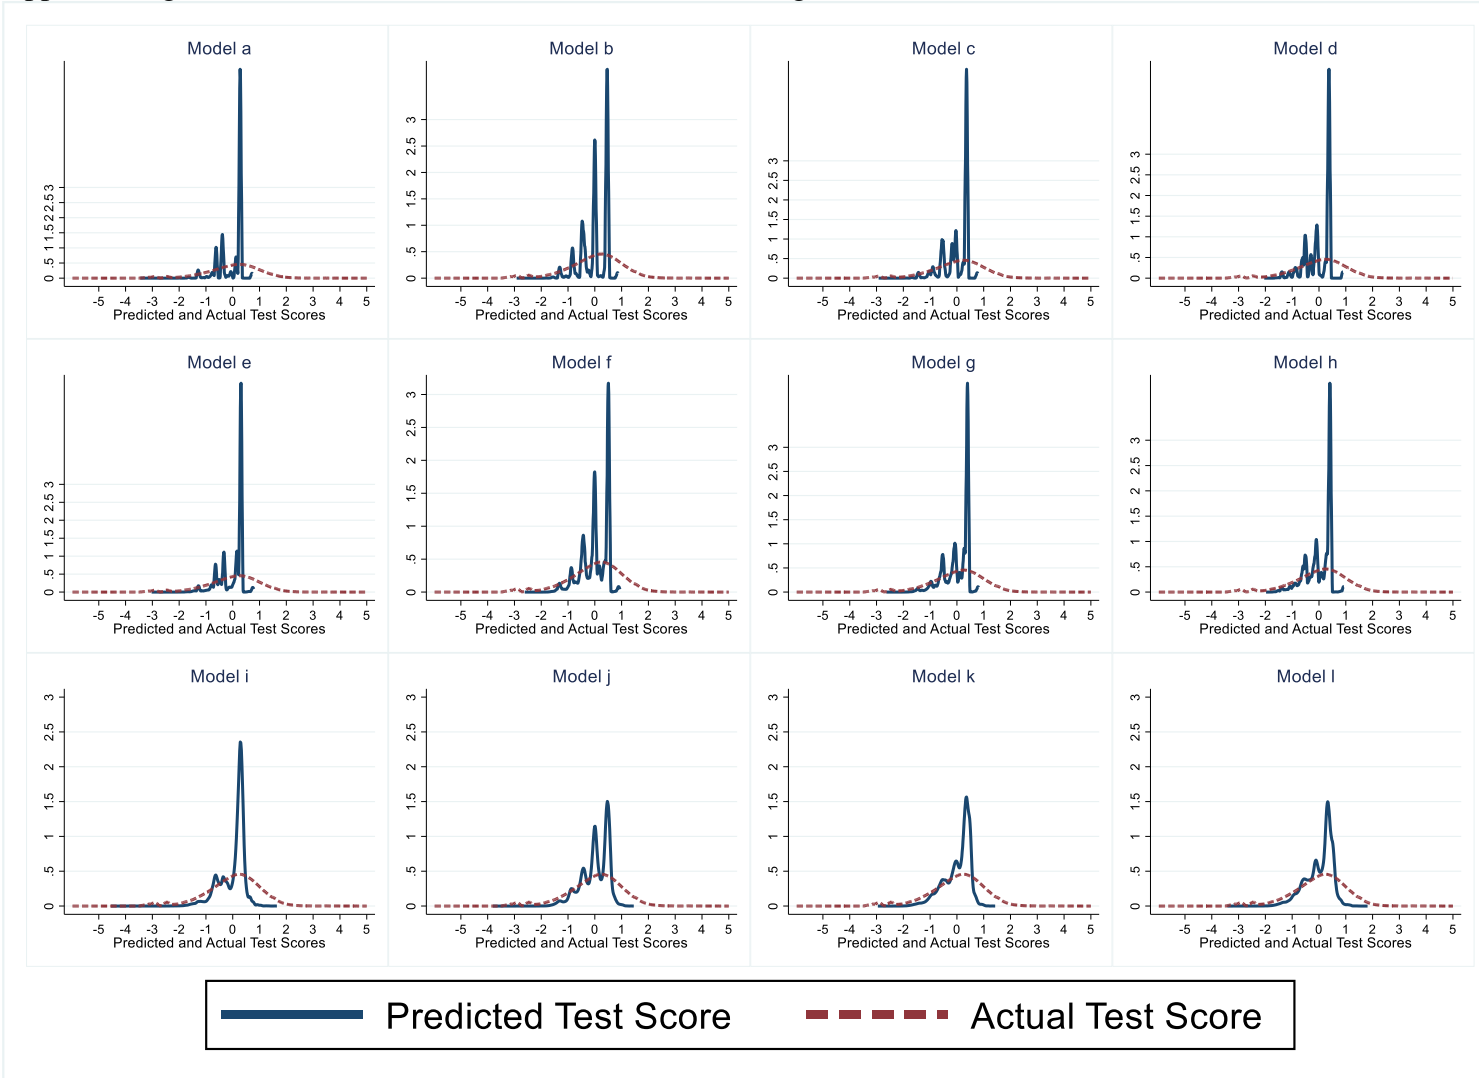 Model a Model b Model c Model d
0 .5 1 1.5 2 2.5 3
-5 -4 -3 -2 -1 0 1 2 3 4 5
Predicted and Actual Test Scores
0 .5 1 1.5 2 2.5 3
-5 -4 -3 -2 -1 0 1 2 3 4 5
Predicted and Actual Test Scores
0 .5 1 1.5 2 2.5 3
-5 -4 -3 -2 -1 0 1 2 3 4 5
Predicted and Actual Test Scores
0 .5 1 1.5 2 2.5 3
-5 -4 -3 -2 -1 0 1 2 3 4 5
Predicted and Actual Test Scores
Model e Model f Model g Model h
0 .5 1 1.5 2 2.5 3
-5 -4 -3 -2 -1 0 1 2 3 4 5
Predicted and Actual Test Scores
0 .5 1 1.5 2 2.5 3
-5 -4 -3 -2 -1 0 1 2 3 4 5
Predicted and Actual Test Scores
0 .5 1 1.5 2 2.5 3
-5 -4 -3 -2 -1 0 1 2 3 4 5
Predicted and Actual Test Scores
0 .5 1 1.5 2 2.5 3
-5 -4 -3 -2 -1 0 1 2 3 4 5
Predicted and Actual Test Scores
Model i Model j Model k Model l
0 .5 1 1.5 2 2.5 3
-5 -4 -3 -2 -1 0 1 2 3 4 5
Predicted and Actual Test Scores
0 .5 1 1.5 2 2.5 3
-5 -4 -3 -2 -1 0 1 2 3 4 5
Predicted and Actual Test Scores
0 .5 1 1.5 2 2.5 3
-5 -4 -3 -2 -1 0 1 2 3 4 5
Predicted and Actual Test Scores
0 .5 1 1.5 2 2.5 3
-5 -4 -3 -2 -1 0 1 2 3 4 5
Predicted and Actual Test Scores
Predicted Test Score Actual Test Score